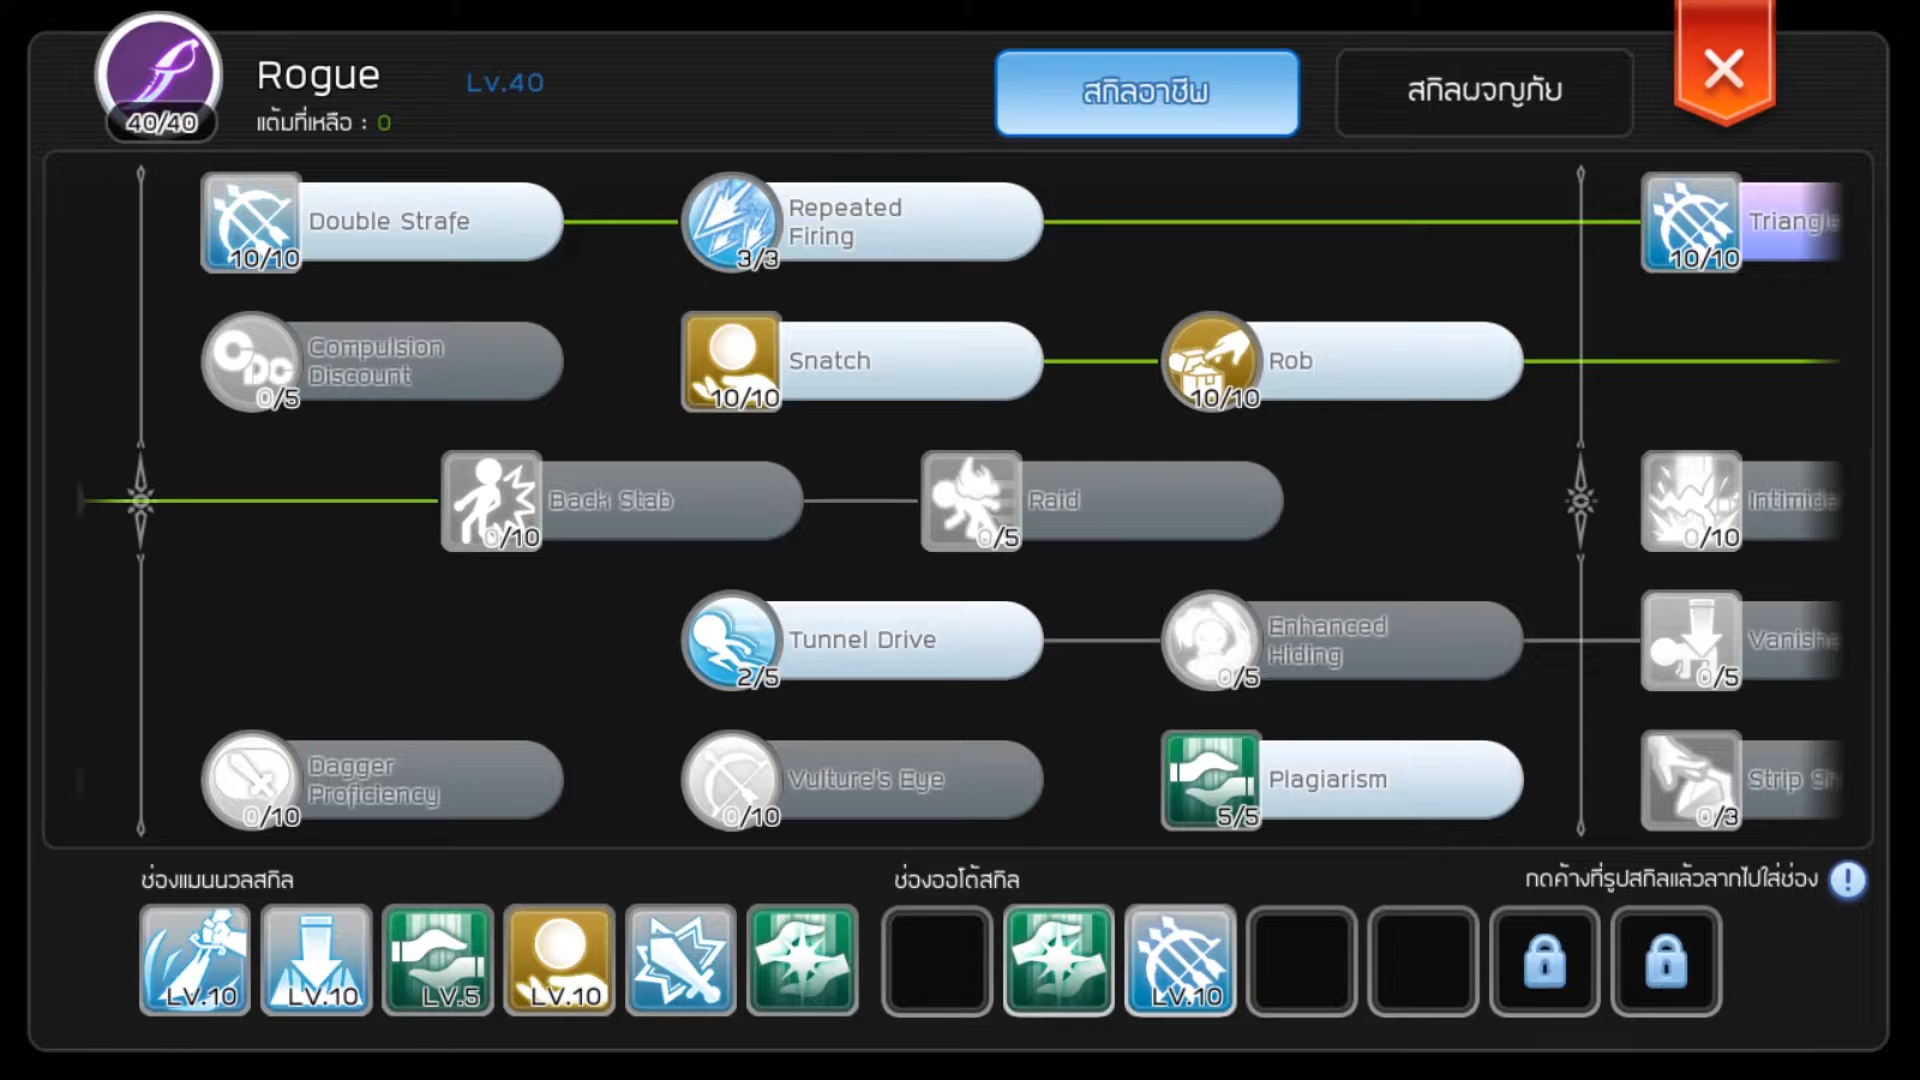 Rogue
Lv.40
40/40
แต้มที่เหลือ : 0
สกิลอาชีพ
สกิลผจญภัย
Double Strafe
10/10
Repeated
Firing
3/3
10/10
Compulsion
Discount
0/5
Snatch
10/10
Rob
10/10
Back Stab
0/10
Raid
0/5
0/10
Tunnel Drive
2/5
Enhanced
Hiding
0/5
0/5
Dagger
Proficiency
0/10
Vulture's Eye
0/10
Plagiarism
5/5
Strip
0/3
ช่องแมนนวลสกิล
ช่องออโต้สกิล
กดค้างที่รูปสกิลแล้วลากไปใส่ช่อง
LV.10
LV.10
LV.5
LV.10
LV.10